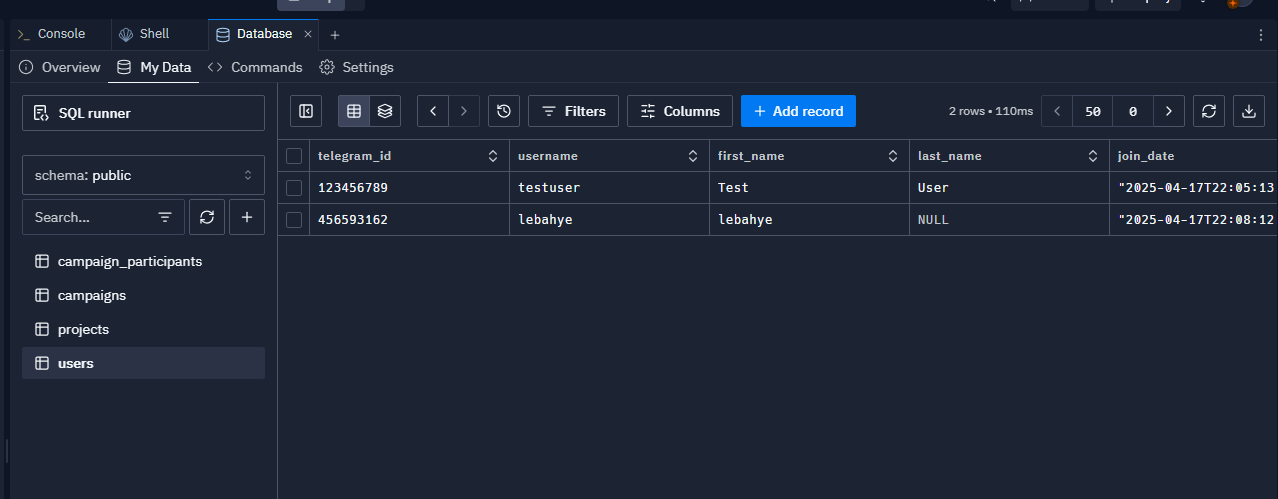 Console Shell Database
Overview My Data Commands Settings
SQL runner
Filters Columns + Add record 2 rows • 110ms 50 0
schema: public
Search...
campaign_participants
campaigns
projects
users
telegram_id username first_name last_name join_date
123456789 testuser Test User "2025-04-17T22:05:13
456593162 lebahye lebahye NULL "2025-04-17T22:08:12